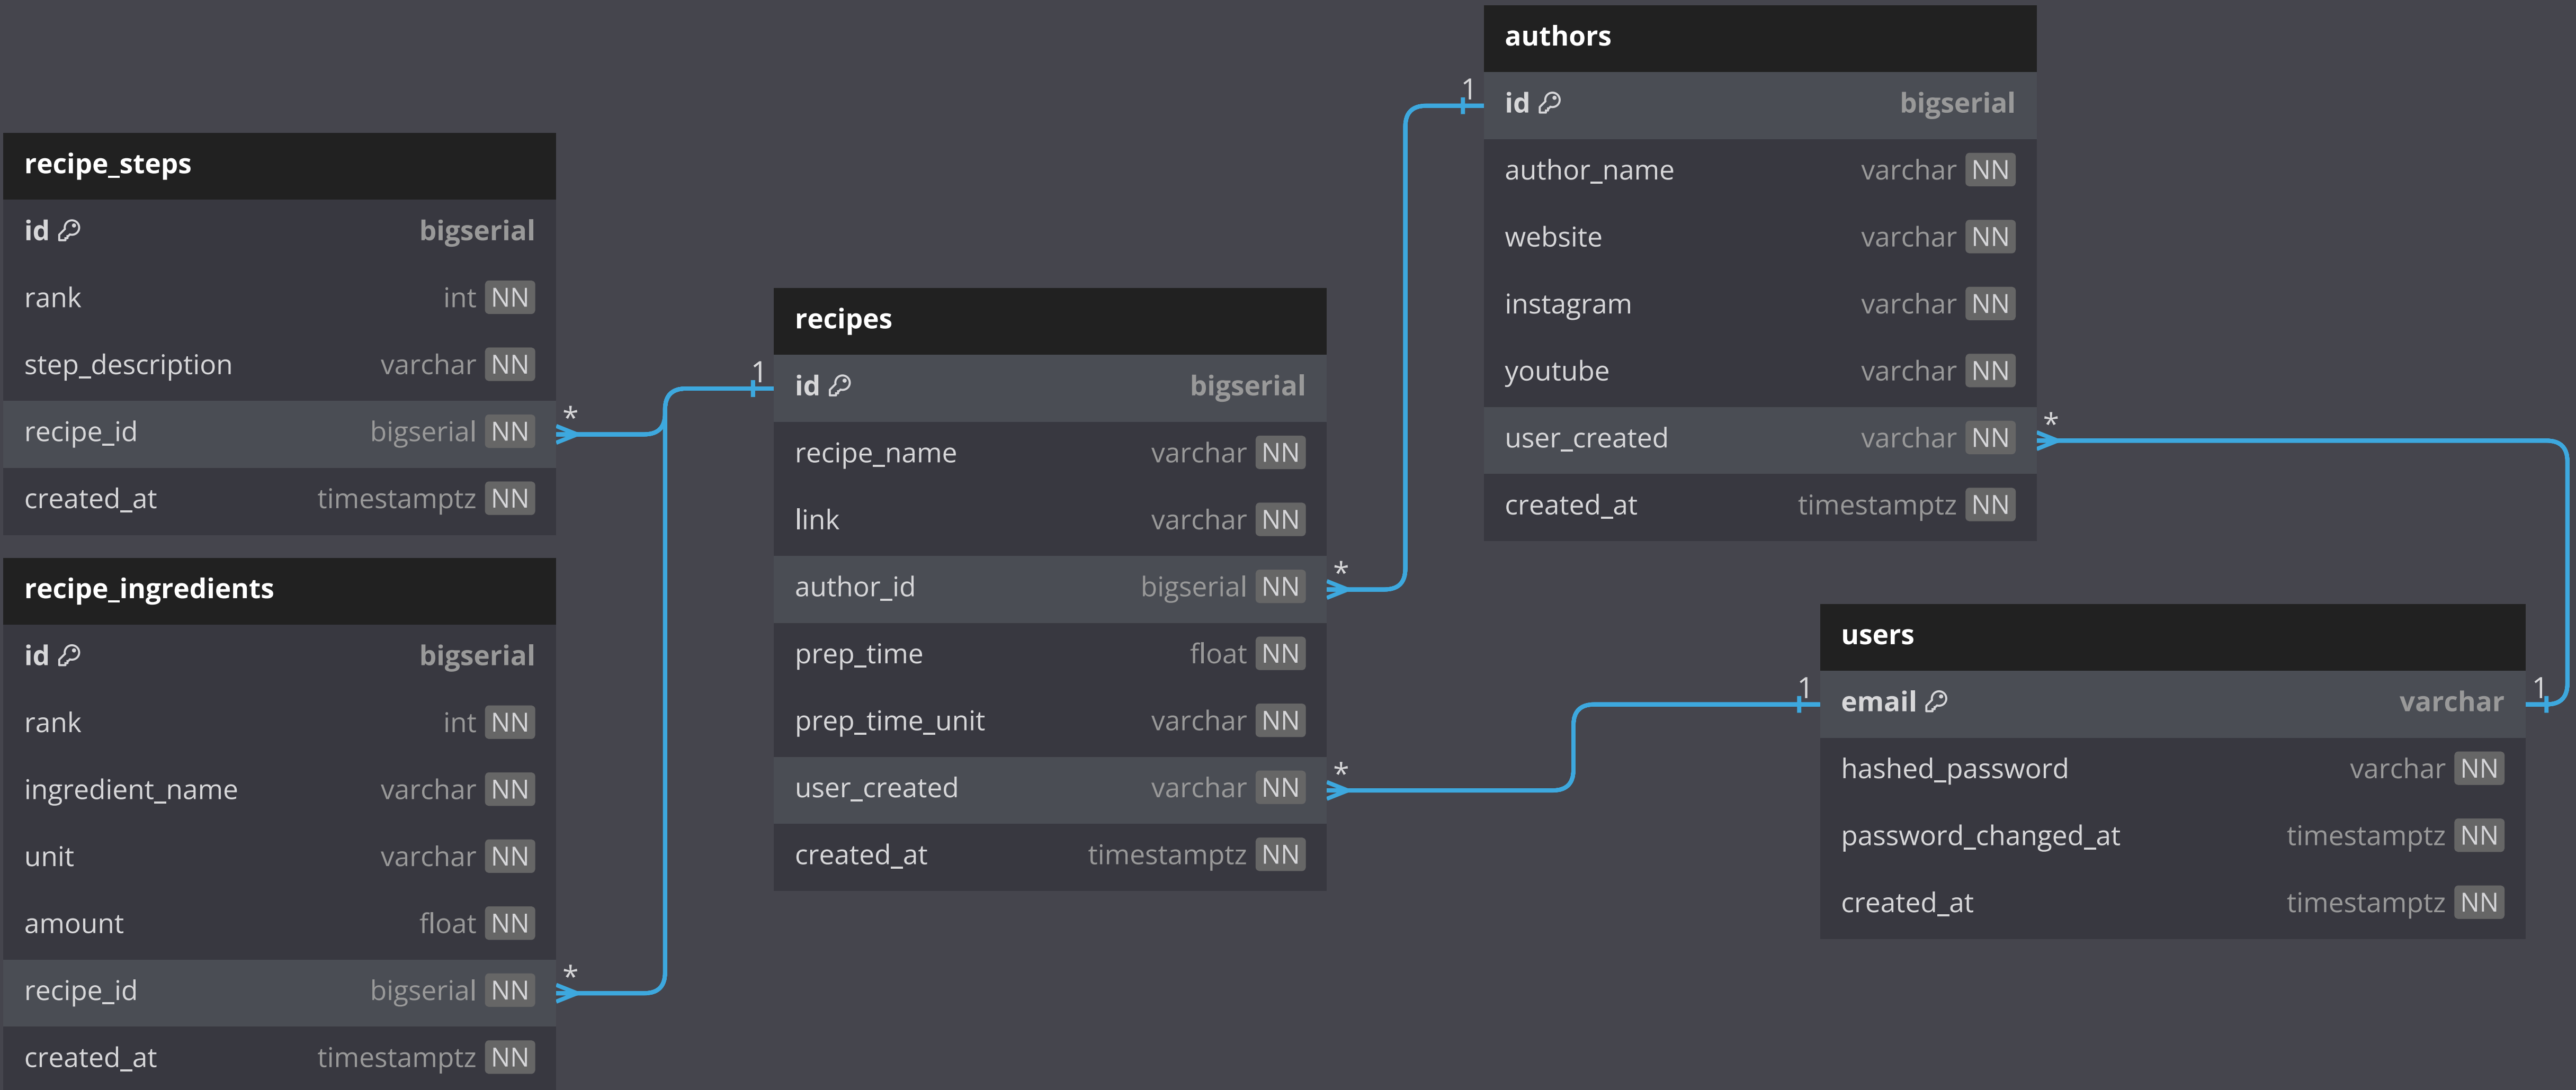 authors
1
id bigserial
author_name varchar NN
website varchar NN
instagram varchar NN
youtube varchar NN
*
user_created varchar NN
created_at timestamptz NN
recipe_steps
id bigserial
rank int NN
step_description varchar NN
*
recipe_id bigserial NN
created_at timestamptz NN
recipes
1
id bigserial
recipe_name varchar NN
link varchar NN
*
author_id bigserial NN
prep_time float NN
prep_time_unit varchar NN
*
user_created varchar NN
created_at timestamptz NN
recipe_ingredients
id bigserial
rank int NN
ingredient_name varchar NN
unit varchar NN
amount float NN
*
recipe_id bigserial NN
created_at timestamptz NN
users
1 1
email varchar
hashed_password varchar NN
password_changed_at timestamptz NN
created_at timestamptz NN